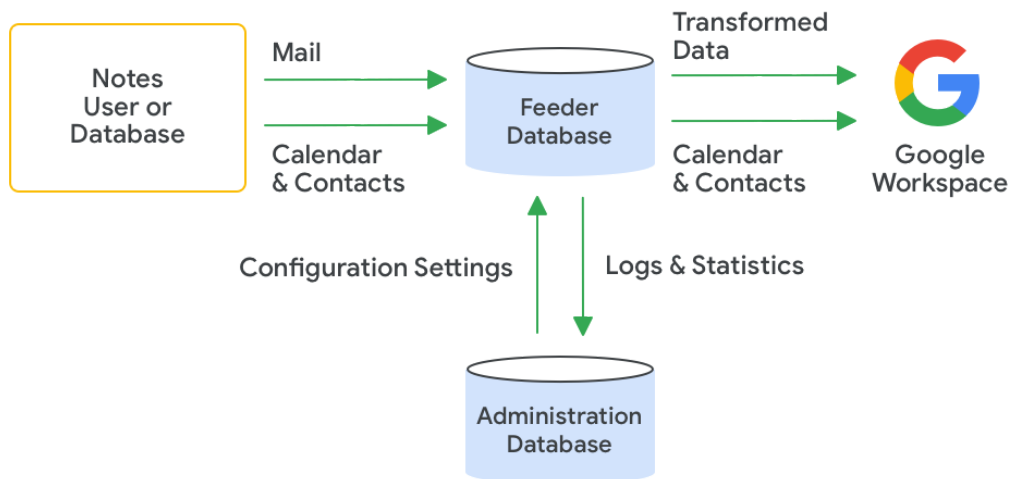 Notes
User or
Database
Mail
Calendar
& Contacts
Feeder
Database
Transformed
Data
Calendar
& Contacts
Google
Workspace
Configuration Settings
Logs & Statistics
Administration
Database